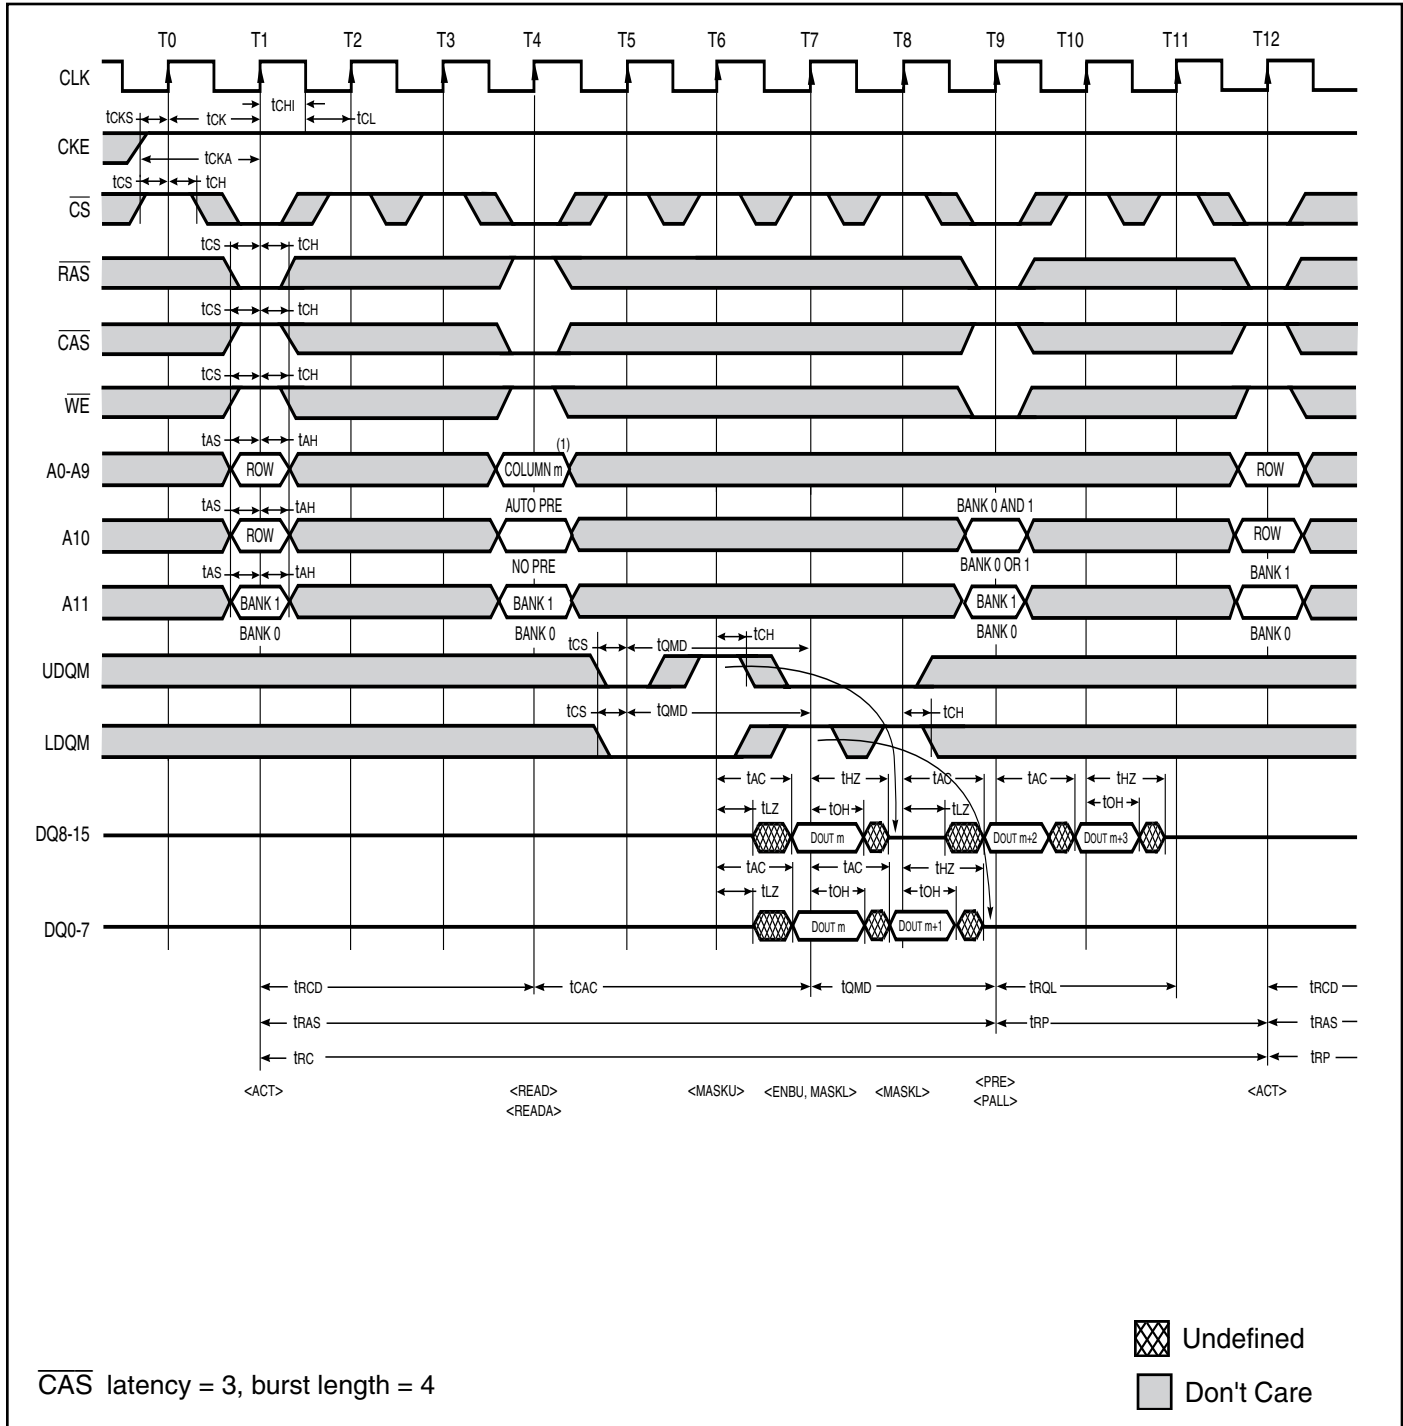 T0 T1 T2 T3 T4 T5 T6 T7 T8 T9 T10 T11 T12
CLK
tCHI
tCKS tCK tCL
CKE
tCKA
tCS tCH
CS
tCS tCH
RAS
tCS tCH
CAS
tCS tCH
WE
tAS tAH (1)
A0-A9 ROW COLUMN m ROW
tAS tAH AUTO PRE BANK 0 AND 1
A10 ROW ROW
tAS tAH NO PRE BANK 0 OR 1 BANK 1
A11 BANK 1 BANK 1 BANK 1
BANK 0 BANK 0 BANK 0 BANK 0
tCS tQMD tCH
UDQM
tCS tQMD tCH
LDQM
tAC tHZ tAC tAC tHZ
tLZ tOH tLZ tOH
DQ8-15 DOUT m DOUT m+2 DOUT m+3
tAC tAC tHZ
tLZ tOH tOH
DQ0-7 DOUT m DOUT m+1
tRCD tCAC tQMD tRQL tRCD
tRAS tRP tRAS
tRC tRP
<ACT> <READ> <MASKU> <ENBU, MASKL> <MASKL> <PRE> <ACT>
<READA> <PALL>
Undefined
CAS latency = 3, burst length = 4
Don't Care